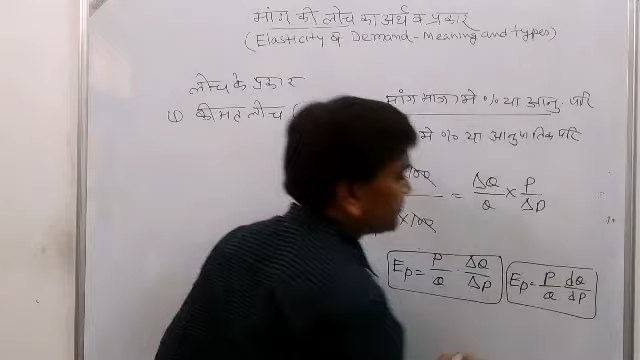 मांग की लोच का अर्थ व प्रकार
(Elasticity of Demand - Meaning and types)
लोच के प्रकार
(1) कीमत लोच
मांग मात्रा मे % या आनु. परि
मे % या आनुपातिक परि
= ΔQ/Q × P/ΔP
×100
Ep = P/Q · ΔQ/ΔP
Ep = P/Q dQ/dP